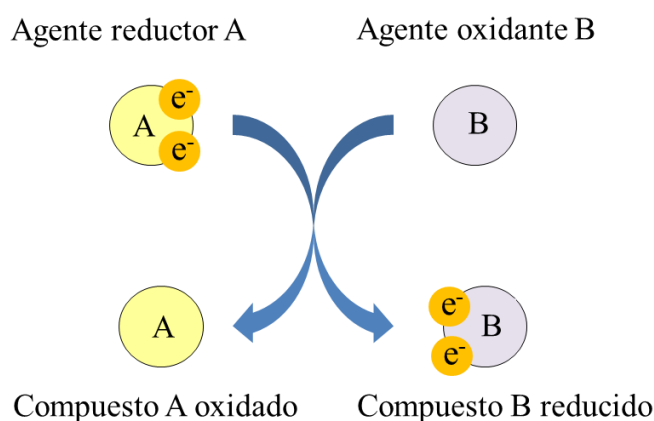 Agente reductor A
Agente oxidante B
A
e-
e-
B
A
e-
e-
B
Compuesto A oxidado
Compuesto B reducido